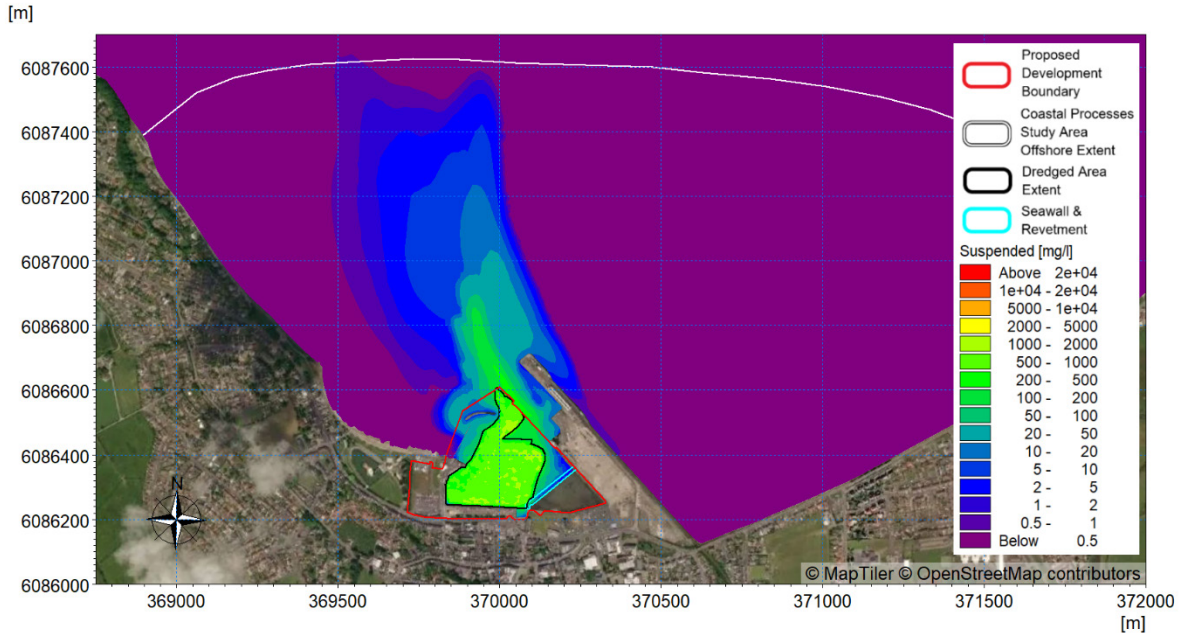 [m]
6087600
6087400
6087200
6087000
6086800
6086600
6086400
6086200
6086000
369000 369500 370000 370500 371000 371500 372000
[m]
N
Proposed
Development
Boundary
Coastal Processes
Study Area
Offshore Extent
Dredged Area
Extent
Seawall &
Revetment
Suspended [mg/l]
Above 2e+04
1e+04 - 2e+04
5000 - 1e+04
2000 - 5000
1000 - 2000
500 - 1000
200 - 500
100 - 200
50 - 100
20 - 50
10 - 20
5 - 10
2 - 5
1 - 2
0.5 - 1
Below 0.5
© MapTiler © OpenStreetMap contributors